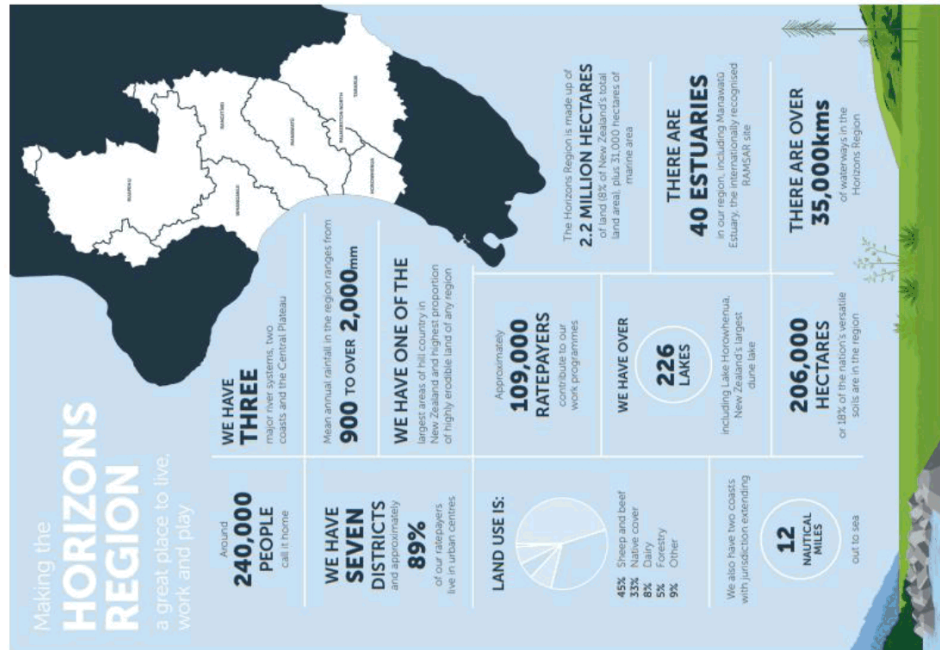 Making the
HORIZONS
REGION
a great place to live,
work and play
Around
240,000
PEOPLE
call it home
WE HAVE
SEVEN
DISTRICTS
and approximately
89%
of our ratepayers
live in urban centres
LAND USE IS:
45% Sheep and beef
33% Native cover
8% Dairy
5% Forestry
9% Other
We also have two coasts
with jurisdiction extending
12
NAUTICAL
MILES
out to sea
WE HAVE
THREE
major river systems, two
coasts and the Central Plateau
Mean annual rainfall in the region ranges from
900 TO OVER 2,000mm
WE HAVE ONE OF THE
largest areas of hill country in
New Zealand and highest proportion
of highly erodible land of any region
Approximately
109,000
RATEPAYERS
contribute to our
work programmes
WE HAVE OVER
226
LAKES
including Lake Horowhenua,
New Zealand's largest
dune lake
206,000
HECTARES
or 18% of the nation's versatile
soils are in the region
The Horizons Region is made up of
2.2 MILLION HECTARES
of land (8% of New Zealand's total
land area), plus 31,000 hectares of
marine area
THERE ARE
40 ESTUARIES
in our region, including Manawatū
Estuary, the internationally recognised
RAMSAR site
THERE ARE OVER
35,000kms
of waterways in the
Horizons Region
RUAPEHU
WHANGANUI
RANGITIKEI
MANAWATŪ
PALMERSTON NORTH
TARARUA
HOROWHENUA